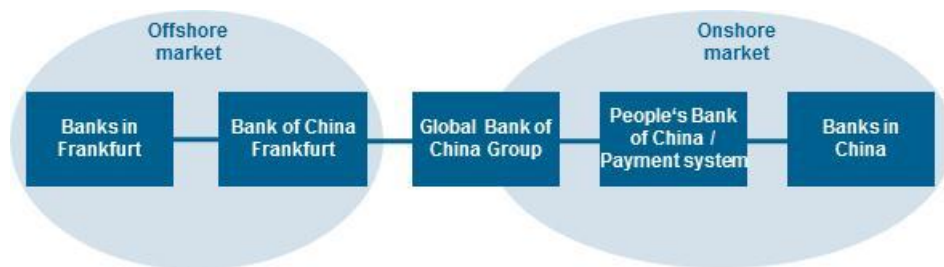 Offshore
market
Onshore
market
Banks in
Frankfurt
Bank of China
Frankfurt
Global Bank of
China Group
People‘s Bank
of China /
Payment system
Banks in
China